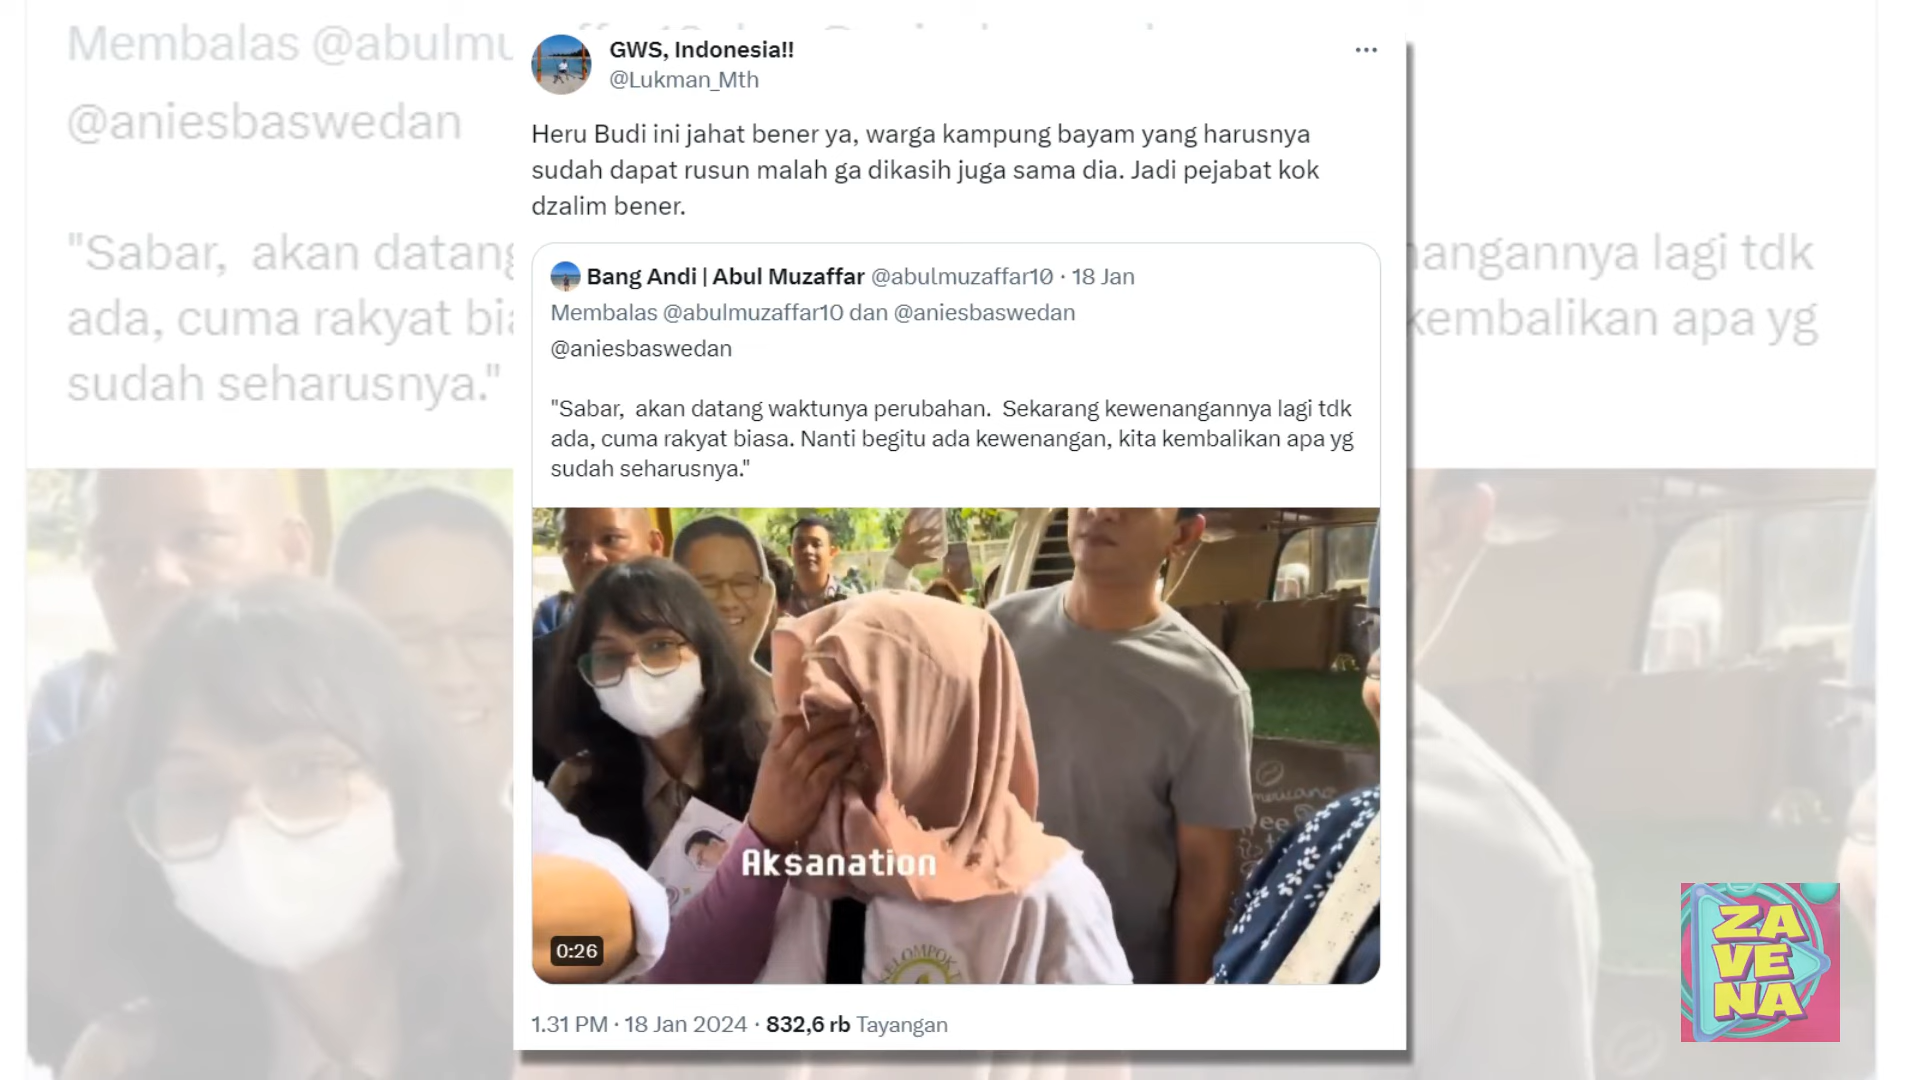 Membalas @abulmu
@aniesbaswedan
"Sabar,  akan datang
ada, cuma rakyat
sudah seharusnya."
angannya lagi tdk
kembalikan apa yg
GWS, Indonesia!!
@Lukman_Mth
Heru Budi ini jahat bener ya, warga kampung bayam yang harusnya
sudah dapat rusun malah ga dikasih juga sama dia. Jadi pejabat kok
dzalim bener.
Bang Andi | Abul Muzaffar @abulmuzaffar10 · 18 Jan
Membalas @abulmuzaffar10 dan @aniesbaswedan
@aniesbaswedan
"Sabar,  akan datang waktunya perubahan.  Sekarang kewenangannya lagi tdk
ada, cuma rakyat biasa. Nanti begitu ada kewenangan, kita kembalikan apa yg
sudah seharusnya."
Aksanation
0:26
1.31 PM · 18 Jan 2024 · 832,6 rb Tayangan
ZA
VE
NA